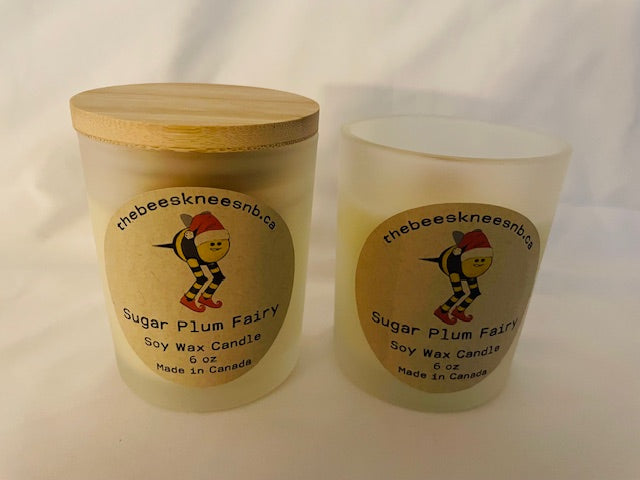 thebeeskneesnb.ca
Sugar Plum Fairy
Soy Wax Candle
6 oz
Made in Canada
thebeeskneesnb.ca
Sugar Plum Fairy
Soy Wax Candle
6 oz
Made in Canada